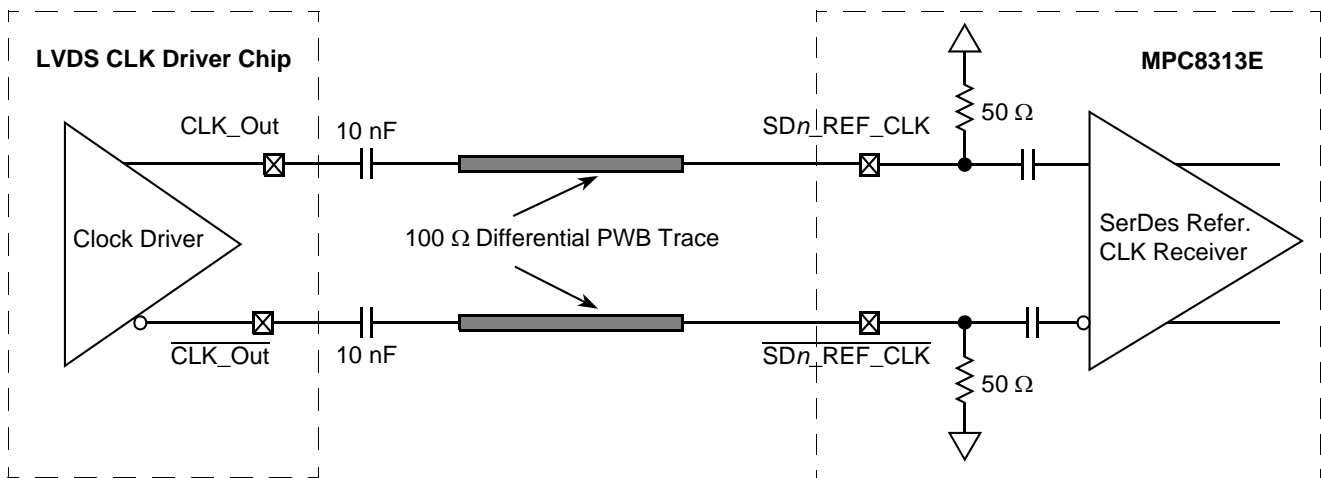 LVDS CLK Driver Chip
MPC8313E
50 Ω
CLK_Out
10 nF
SDn_REF_CLK
Clock Driver
100 Ω Differential PWB Trace
SerDes Refer.
CLK Receiver
CLK_Out
10 nF
SDn_REF_CLK
50 Ω